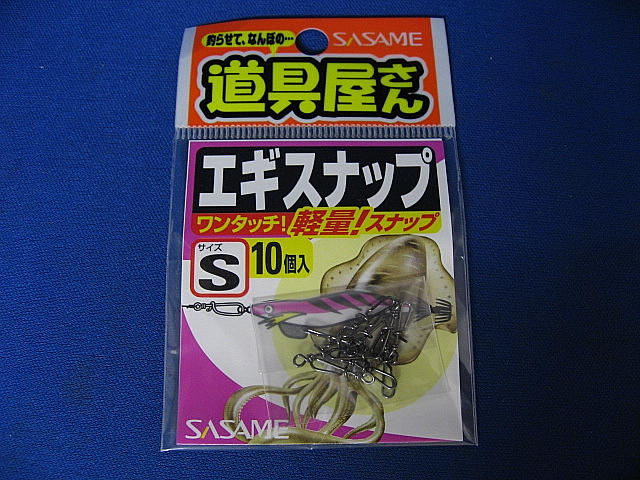 釣らせて、なんぼの…
SASAME
道具屋さん
エギスナップ
ワンタッチ!軽量!スナップ
サイズ
S
10個入
SASAME